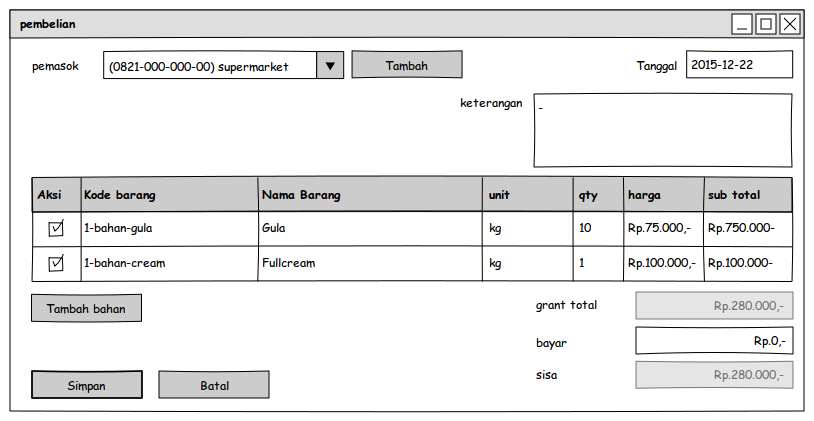 pembelian
pemasok (0821-000-000-00) supermarket Tambah Tanggal 2015-12-22
keterangan -
Aksi Kode barang Nama Barang unit qty harga sub total
1-bahan-gula Gula kg 10 Rp.75.000,- Rp.750.000-
1-bahan-cream Fullcream kg 1 Rp.100.000,- Rp.100.000-
Tambah bahan grant total Rp.280.000,-
bayar Rp.0,-
sisa Rp.280.000,-
Simpan Batal